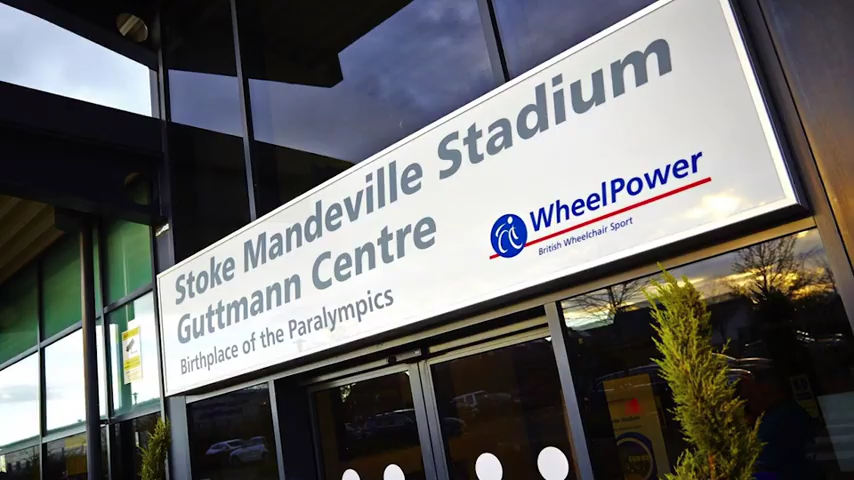 Stoke Mandeville Stadium
Guttmann Centre
Birthplace of the Paralympics
WheelPower
British Wheelchair Sport